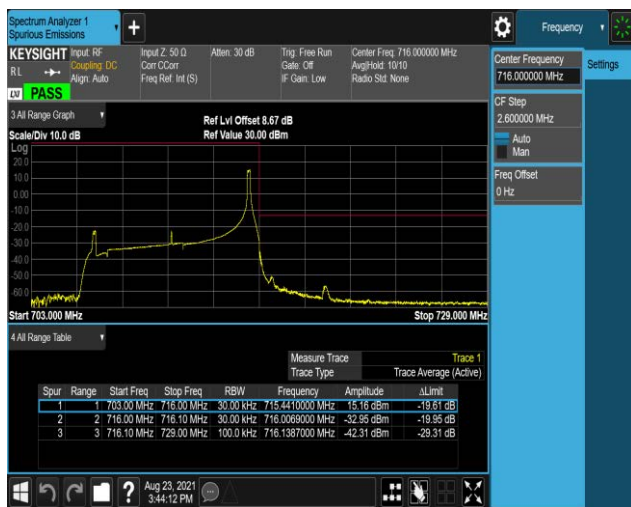 Spectrum Analyzer 1
Spurious Emissions
+
Frequency
KEYSIGHT Input: RF Input Z: 50 Ω Atten: 30 dB Trig: Free Run Center Freq: 716.000000 MHz
RL Coupling: DC Corr CCorr Gate: Off Avg|Hold: 10/10
Align: Auto Freq Ref: Int (S) IF Gain: Low Radio Std: None
LXI PASS
Center Frequency
716.000000 MHz
Settings
CF Step
2.600000 MHz
Auto
Man
Freq Offset
0 Hz
3 All Range Graph
Ref Lvl Offset 8.67 dB
Scale/Div 10.0 dB Ref Value 30.00 dBm
Log
20.0
10.0
0.00
-10.0
-20.0
-30.0
-40.0
-50.0
-60.0
Start 703.000 MHz Stop 729.000 MHz
4 All Range Table
Measure Trace Trace 1
Trace Type Trace Average (Active)
Spur Range Start Freq Stop Freq RBW Frequency Amplitude ΔLimit
1 1 703.00 MHz 716.00 MHz 30.00 kHz 715.4410000 MHz 15.16 dBm -19.61 dB
2 2 716.00 MHz 716.10 MHz 30.00 kHz 716.0069000 MHz -32.95 dBm -19.95 dB
3 3 716.10 MHz 729.00 MHz 100.0 kHz 716.1387000 MHz -42.31 dBm -29.31 dB
?
Aug 23, 2021
3:44:12 PM